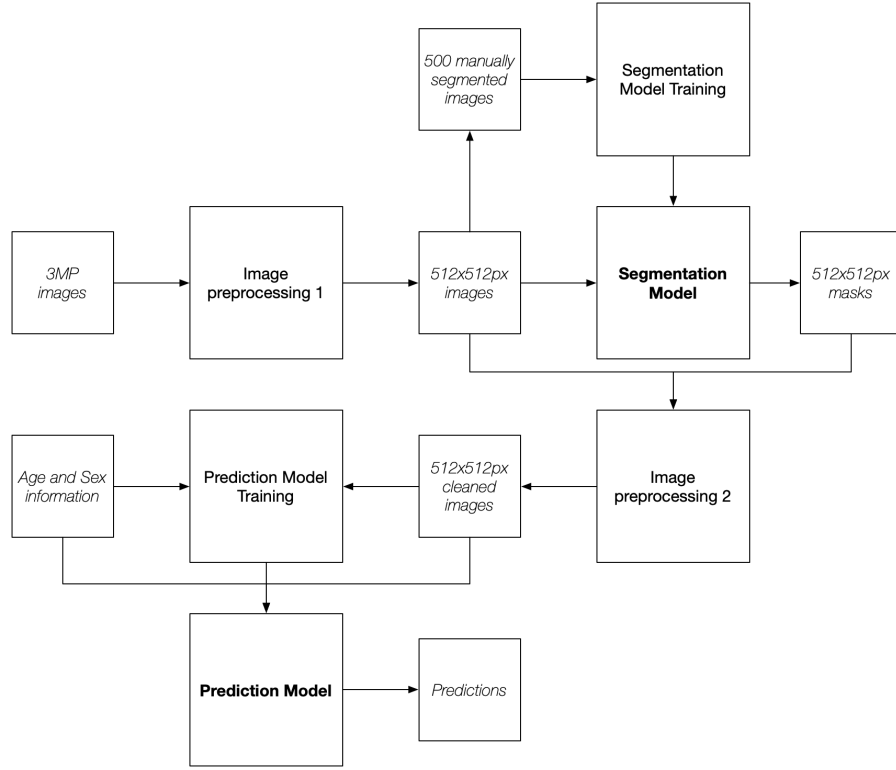 500 manually
segmented
images
Segmentation
Model Training
3MP
images
Image
preprocessing 1
512x512px
images
Segmentation
Model
512x512px
masks
Age and Sex
information
Prediction Model
Training
512x512px
cleaned
images
Image
preprocessing 2
Prediction Model
Predictions